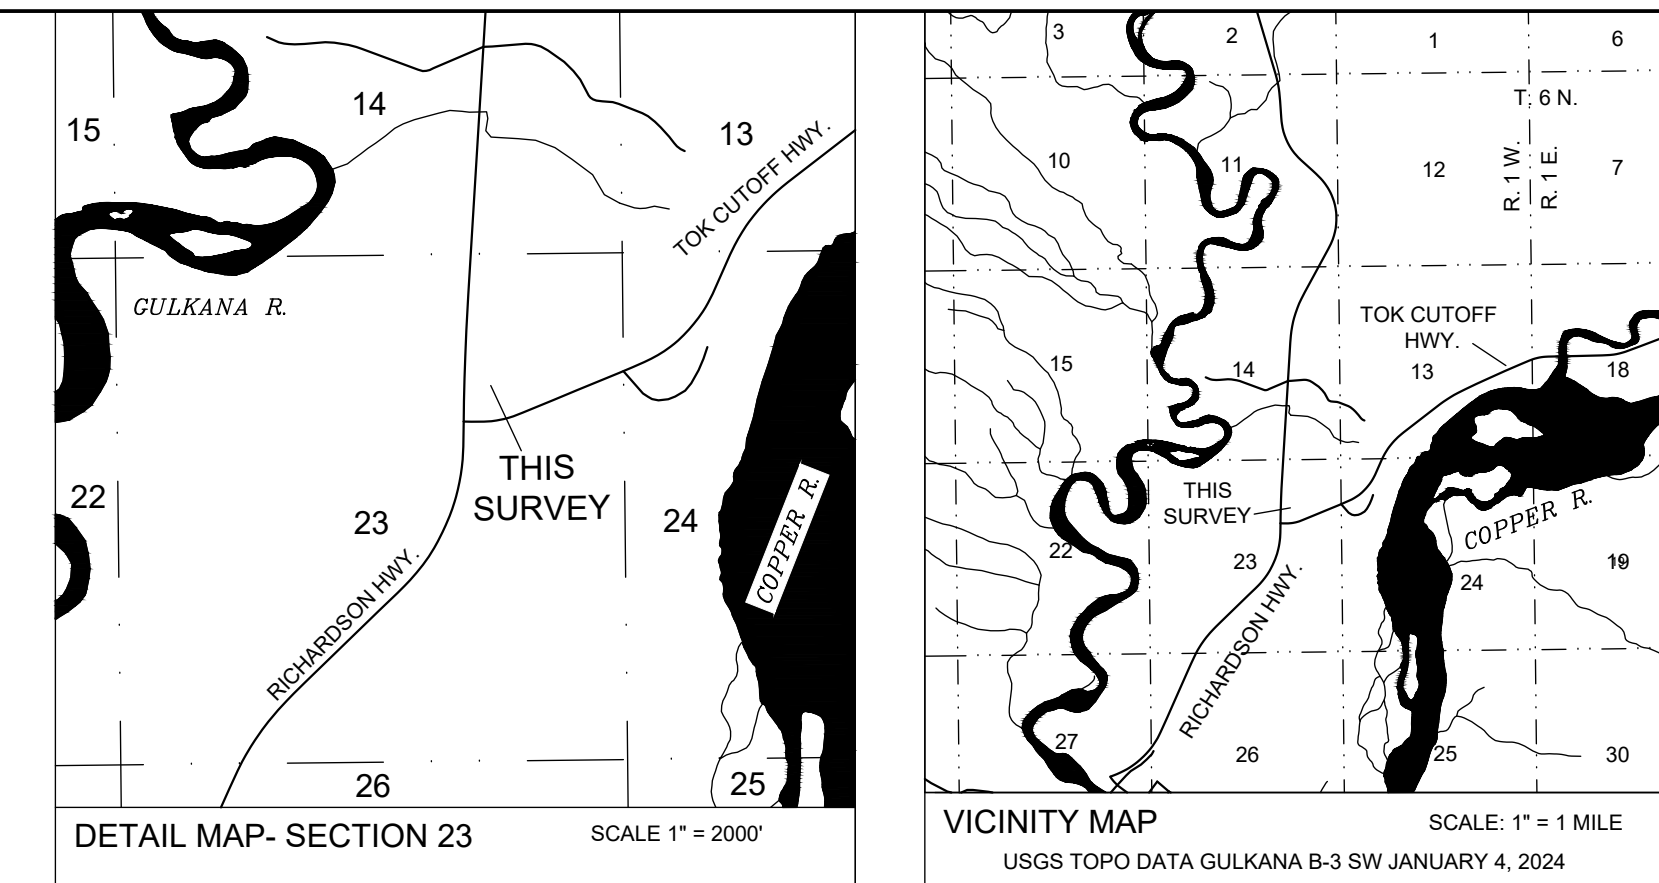 14
15
13
TOK CUTOFF HWY.
GULKANA R.
THIS
SURVEY
22
23
24
COPPER R.
RICHARDSON HWY.
26
25
DETAIL MAP- SECTION 23
SCALE 1" = 2000'
3
2
1
6
T. 6 N.
10
11
12
R. 1 W.
R. 1 E.
7
TOK CUTOFF
HWY.
15
14
13
18
THIS
SURVEY
COPPER R.
22
23
24
19
RICHARDSON HWY.
27
26
25
30
VICINITY MAP
SCALE: 1" = 1 MILE
USGS TOPO DATA GULKANA B-3 SW JANUARY 4, 2024